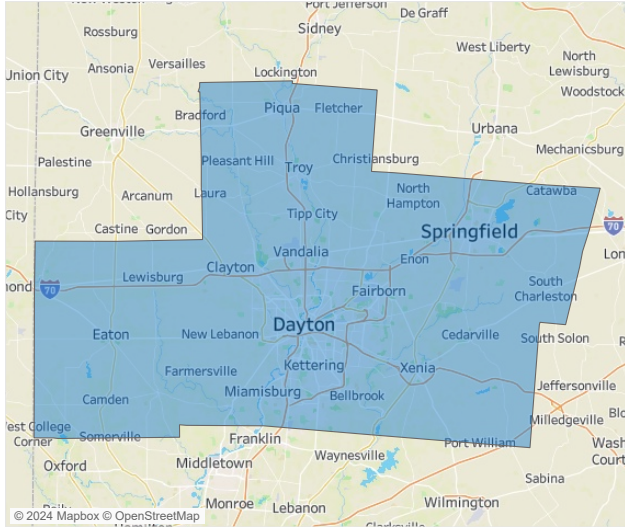 Port Jefferson
De Graff
Rossburg
Sidney
West Liberty
Versailles
North
Lewisburg
Ansonia
Lockington
Union City
Woodstock
Bradford
Piqua
Fletcher
Greenville
Urbana
Mechanicsburg
Palestine
Pleasant Hill
Troy
Christiansburg
Hollansburg
Arcanum
Laura
North
Hampton
Catawba
City
Tipp City
Castine
Gordon
Springfield
70
Vandalia
Enon
Clayton
Lewisburg
70
Fairborn
South
Charleston
Dayton
Eaton
New Lebanon
Cedarville
South Solon
Kettering
Xenia
Farmersville
Jeffersonville
Miamisburg
Bellbrook
Camden
Milledgeville
West College
Corner
Somerville
Franklin
Port William
Wash
Court
Oxford
Middletown
Waynesville
Sabina
Monroe
Lebanon
Wilmington
© 2024 Mapbox © OpenStreetMap